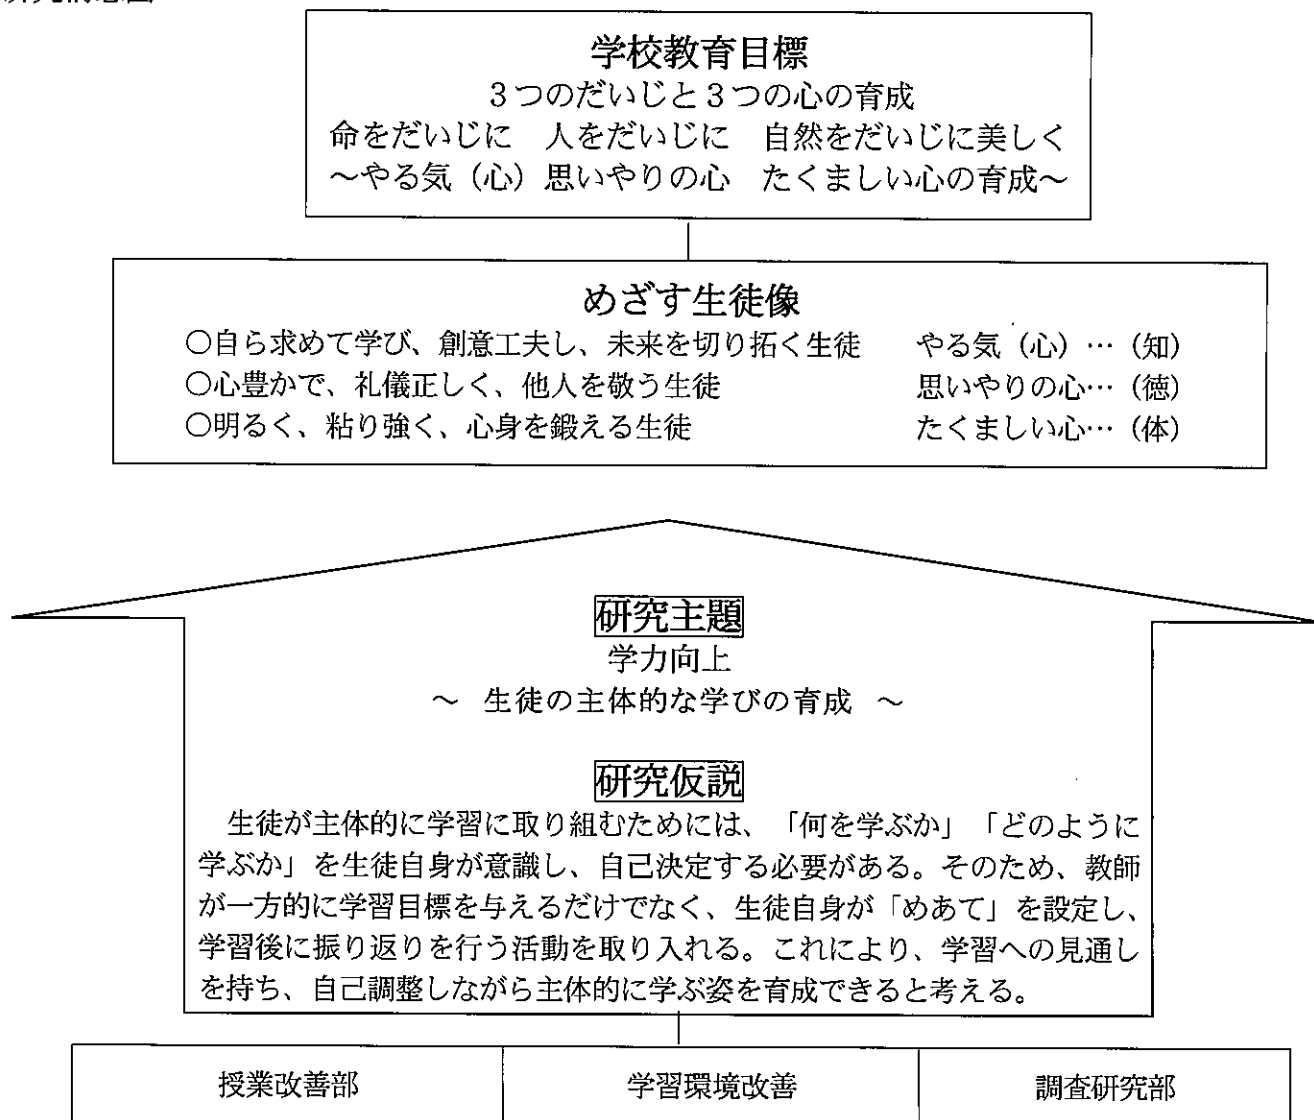 学校教育目標
3つのだいじと3つの心の育成
命をだいじに　人をだいじに　自然をだいじに美しく
～やる気（心）思いやりの心　たくましい心の育成～
めざす生徒像
○自ら求めて学び、創意工夫し、未来を切り拓く生徒　やる気（心）…（知）
○心豊かで、礼儀正しく、他人を敬う生徒　思いやりの心…（徳）
○明るく、粘り強く、心身を鍛える生徒　たくましい心…（体）
研究主題
学力向上
～ 生徒の主体的な学びの育成 ～
研究仮説
生徒が主体的に学習に取り組むためには、「何を学ぶか」「どのように
学ぶか」を生徒自身が意識し、自己決定する必要がある。そのため、教師
が一方的に学習目標を与えるだけでなく、生徒自身が「めあて」を設定し、
学習後に振り返りを行う活動を取り入れる。これにより、学習への見通し
を持ち、自己調整しながら主体的に学ぶ姿を育成できると考える。
授業改善部　学習環境改善　調査研究部